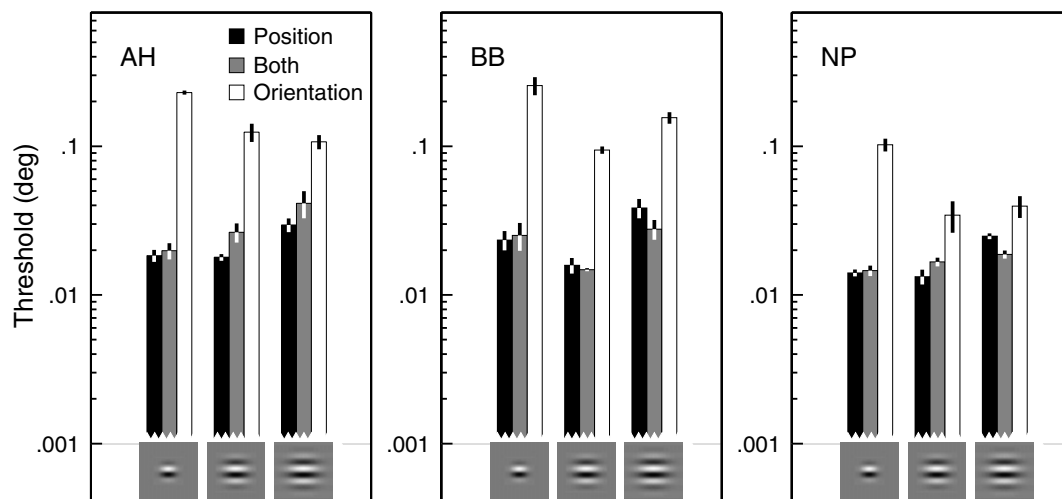 AH
Position
Both
Orientation
BB
NP
Threshold (deg)
.1
.01
.001
.1
.01
.001
.1
.01
.001